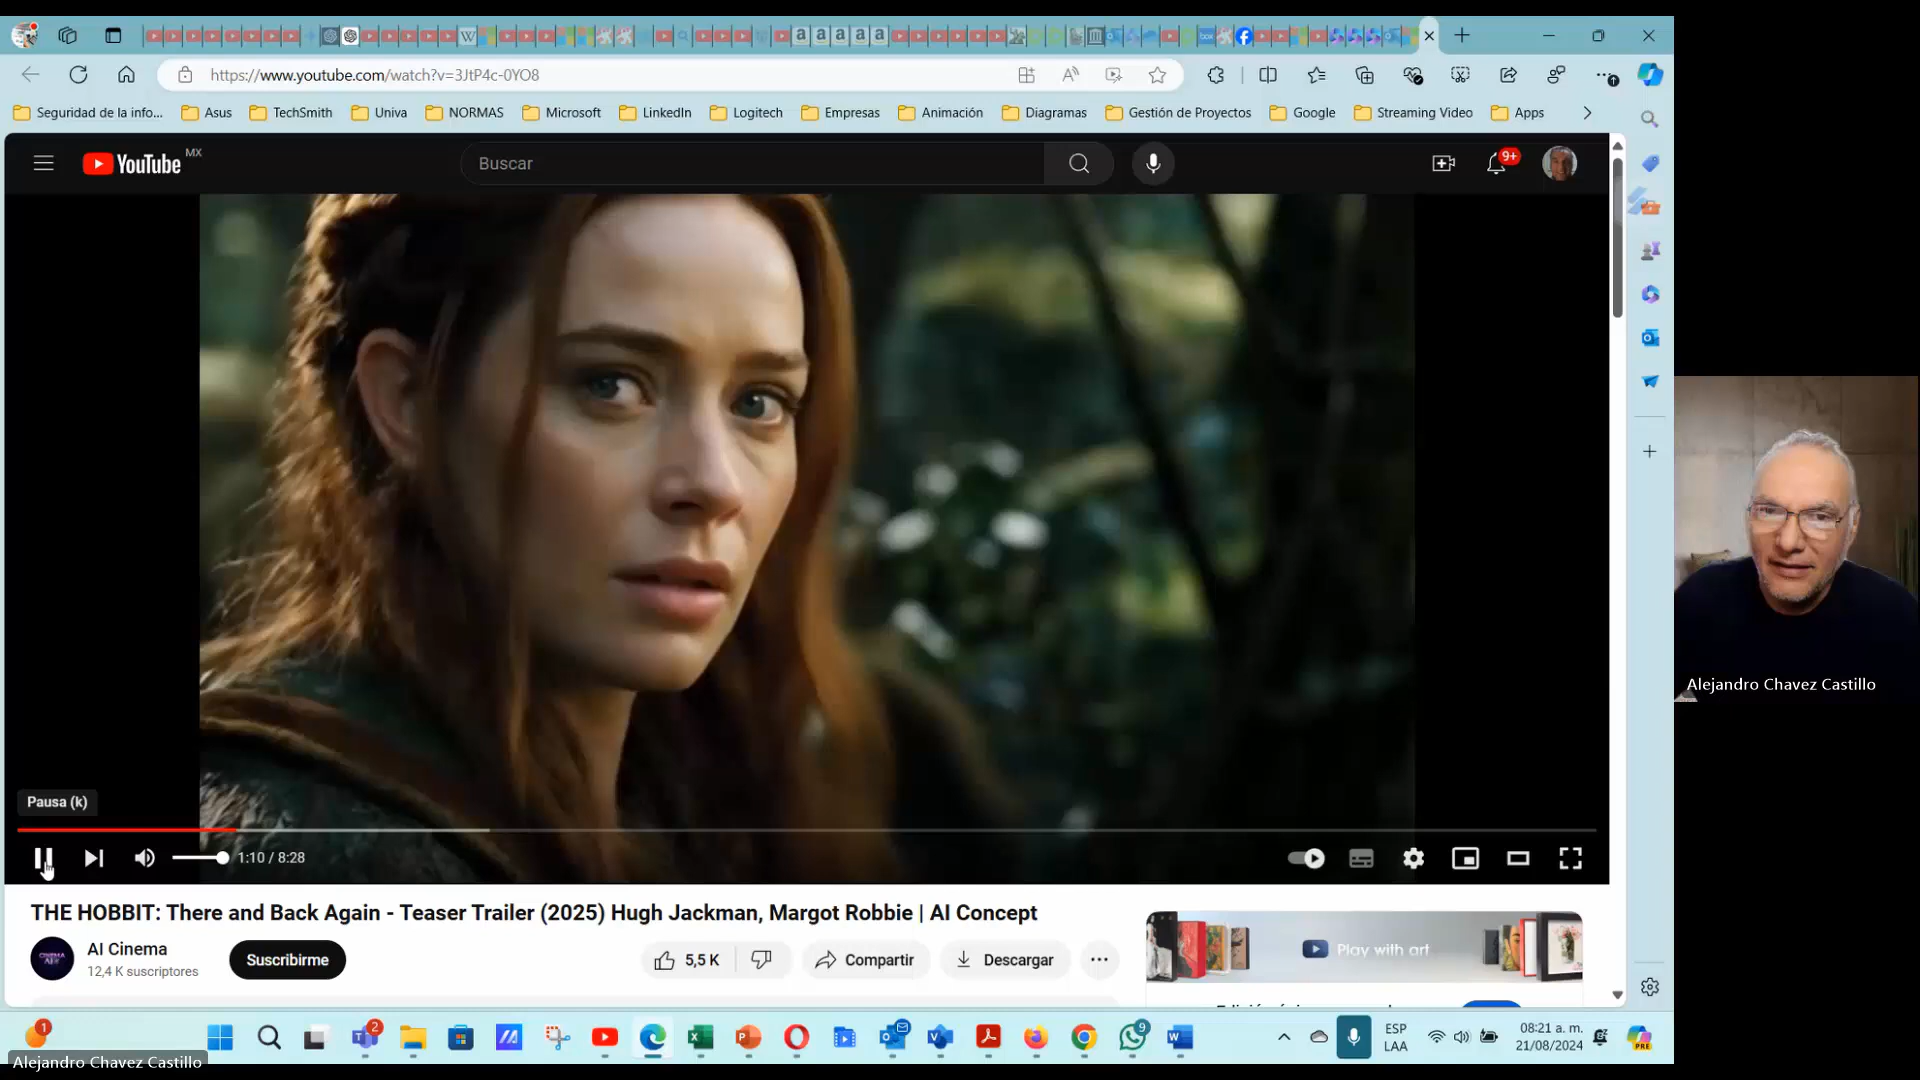 https://www.youtube.com/watch?v=3JtP4c-0YO8
Seguridad de la info...
Asus
TechSmith
Univa
NORMAS
Microsoft
LinkedIn
Logitech
Empresas
Animación
Diagramas
Gestión de Proyectos
Google
Streaming Video
Apps
YouTube MX
Buscar
9+
Pausa (k)
1:10 / 8:28
THE HOBBIT: There and Back Again - Teaser Trailer (2025) Hugh Jackman, Margot Robbie | AI Concept
AI Cinema
12,4 K suscriptores
Suscribirme
5,5 K
Compartir
Descargar
Play with art
Alejandro Chavez Castillo
1
2
9
ESP
LAA
08:21 a. m.
21/08/2024
PRE
Alejandro Chavez Castillo